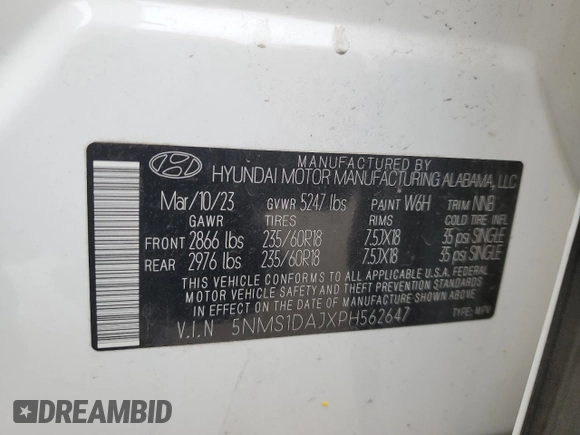 MANUFACTURED BY
HYUNDAI MOTOR MANUFACTURING ALABAMA, LLC
Mar/10/23 GVWR 5247 lbs PAINT W6H TRIM NNB
GAWR TIRES RIMS COLD TIRE INFL
FRONT 2866 lbs 235/60R18 7.5JX18 35 psi SINGLE
REAR 2976 lbs 235/60R18 7.5JX18 35 psi SINGLE
THIS VEHICLE CONFORMS TO ALL APPLICABLE U.S.A. FEDERAL
MOTOR VEHICLE SAFETY AND THEFT PREVENTION STANDARDS
IN EFFECT ON THE DATE OF MANUFACTURE SHOWN ABOVE.
V.I.N 5NMS1DAJXPH562647 TYPE: MPV
DREAMBID